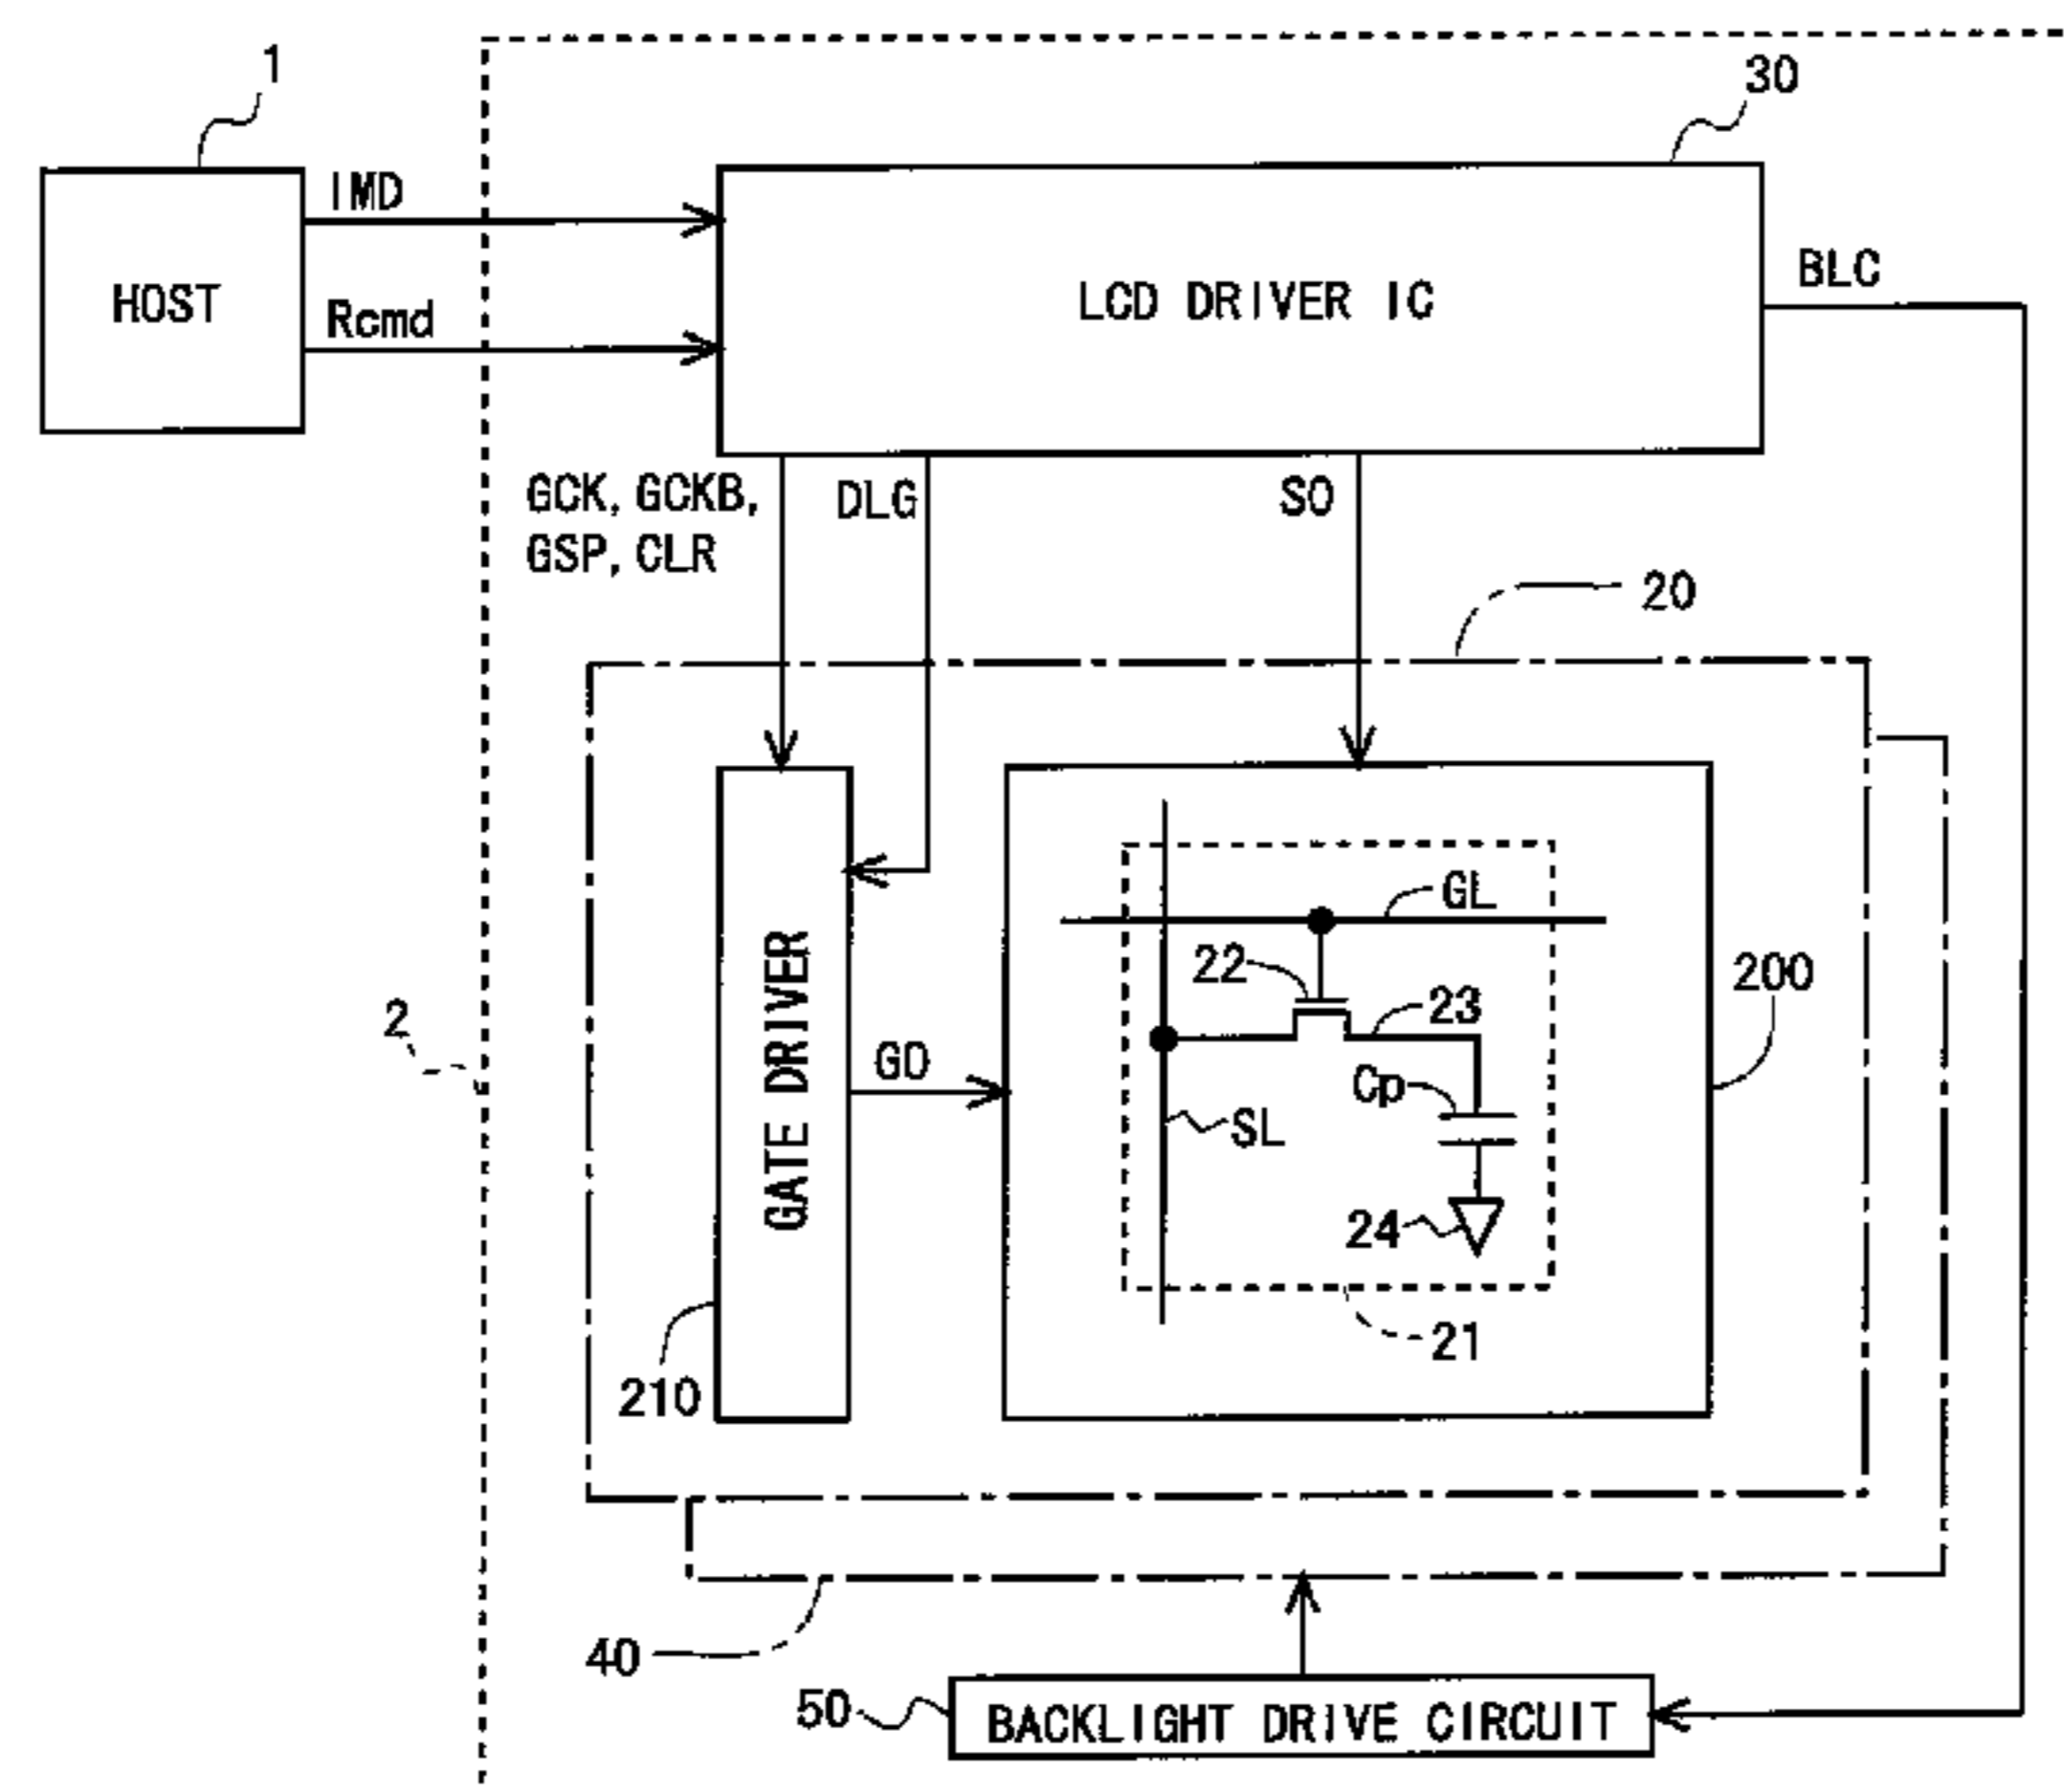 1
30
IMD
HOST
Rcmd
LCD DRIVER IC
BLC
GCK, GCKB,
GSP, CLR
DLG
SO
20
GL
22
23
200
2
GATE DRIVER
GO
Cp
SL
24
21
210
40
50
BACKLIGHT DRIVE CIRCUIT